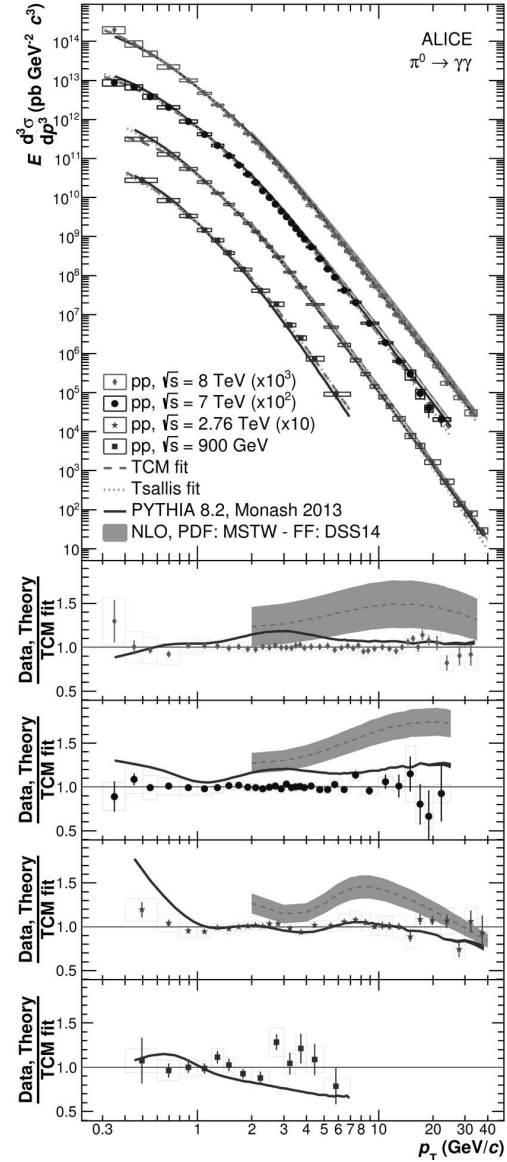 ALICE
π⁰ → γγ
E d³σ/dp³ (pb GeV⁻² c³)
10¹⁴
10¹³
10¹²
10¹¹
10¹⁰
10⁹
10⁸
10⁷
10⁶
10⁵
10⁴
10³
10²
10
pp, √s = 8 TeV (x10³)
pp, √s = 7 TeV (x10²)
pp, √s = 2.76 TeV (x10)
pp, √s = 900 GeV
TCM fit
Tsallis fit
PYTHIA 8.2, Monash 2013
NLO, PDF: MSTW - FF: DSS14
Data, Theory
TCM fit
1.5
1.0
0.5
Data, Theory
TCM fit
1.5
1.0
0.5
Data, Theory
TCM fit
1.5
1.0
0.5
Data, Theory
TCM fit
1.5
1.0
0.5
0.3 1 2 3 4 5 6 7 10 20 30 40
p_T (GeV/c)